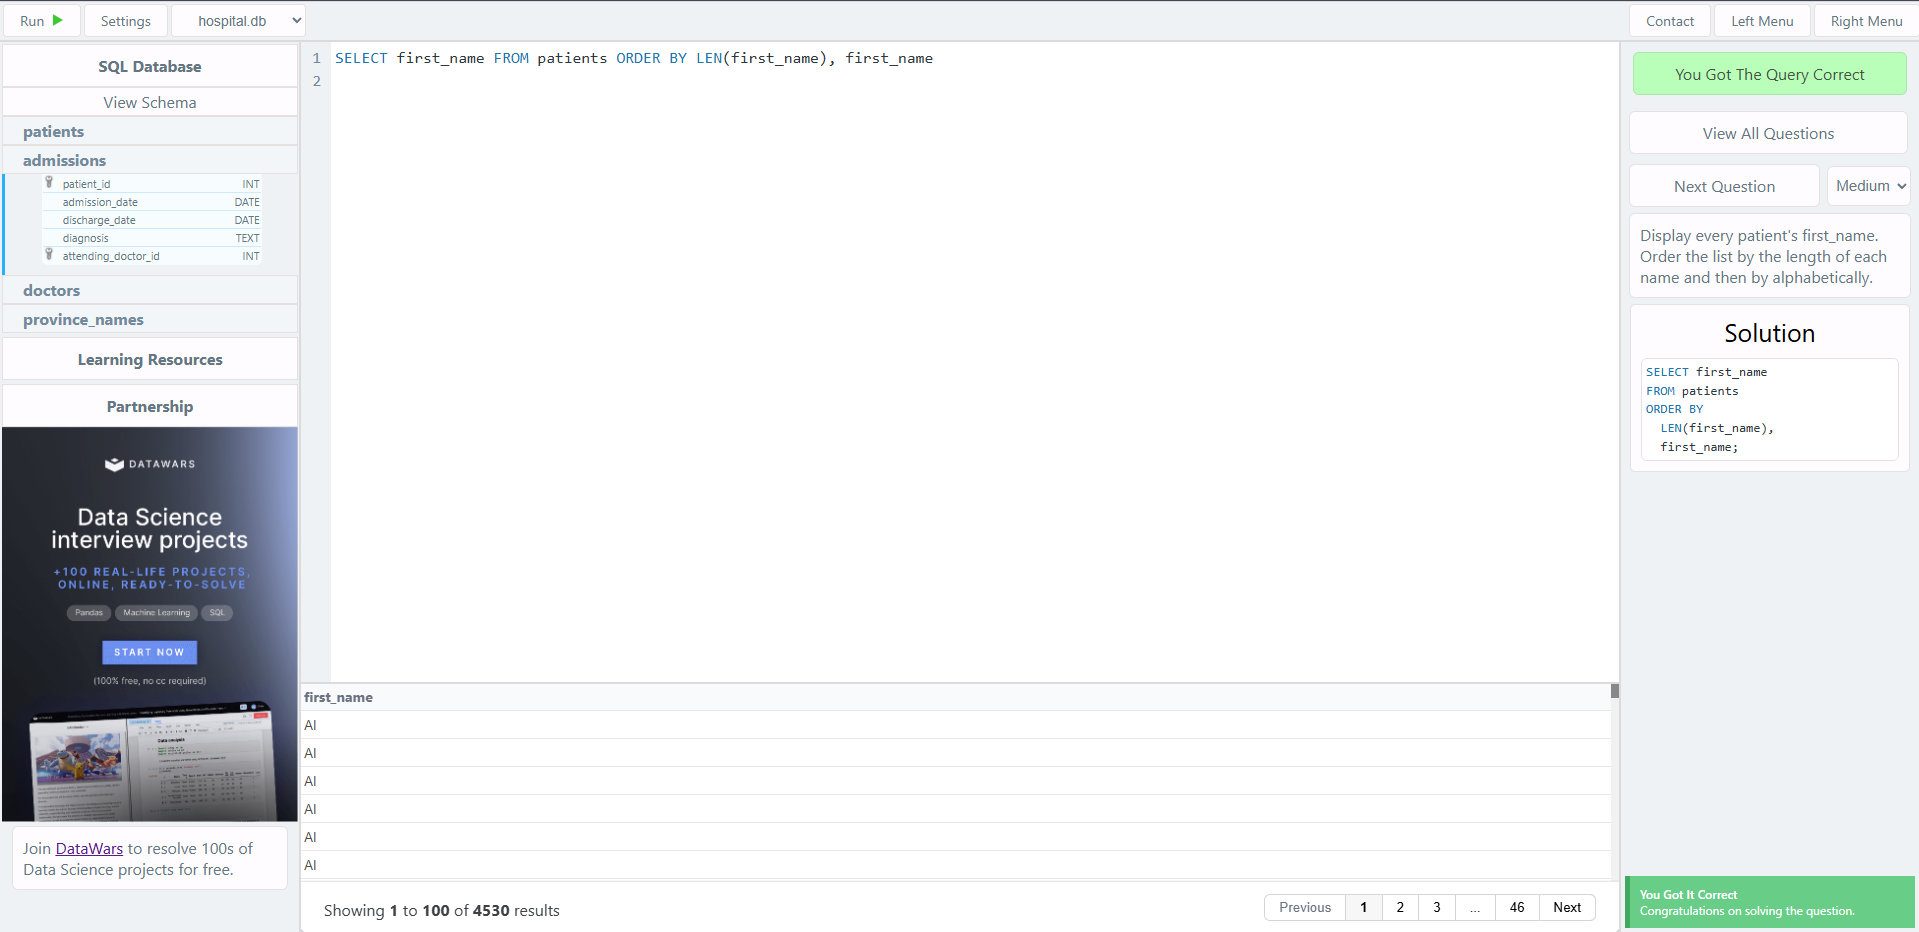 Run
Settings
hospital.db
Contact
Left Menu
Right Menu
SQL Database
View Schema
patients
admissions
patient_id INT
admission_date DATE
discharge_date DATE
diagnosis TEXT
attending_doctor_id INT
doctors
province_names
Learning Resources
Partnership
DATAWARS
Data Science
interview projects
+100 REAL-LIFE PROJECTS,
ONLINE, READY-TO-SOLVE
Pandas Machine Learning SQL
START NOW
(100% free, no cc required)
Join DataWars to resolve 100s of
Data Science projects for free.
1 SELECT first_name FROM patients ORDER BY LEN(first_name), first_name
2
first_name
Al
Al
Al
Al
Al
Al
Showing 1 to 100 of 4530 results
Previous 1 2 3 ... 46 Next
You Got The Query Correct
View All Questions
Next Question
Medium
Display every patient's first_name.
Order the list by the length of each
name and then by alphabetically.
Solution
SELECT first_name
FROM patients
ORDER BY
LEN(first_name),
first_name;
You Got It Correct
Congratulations on solving the question.